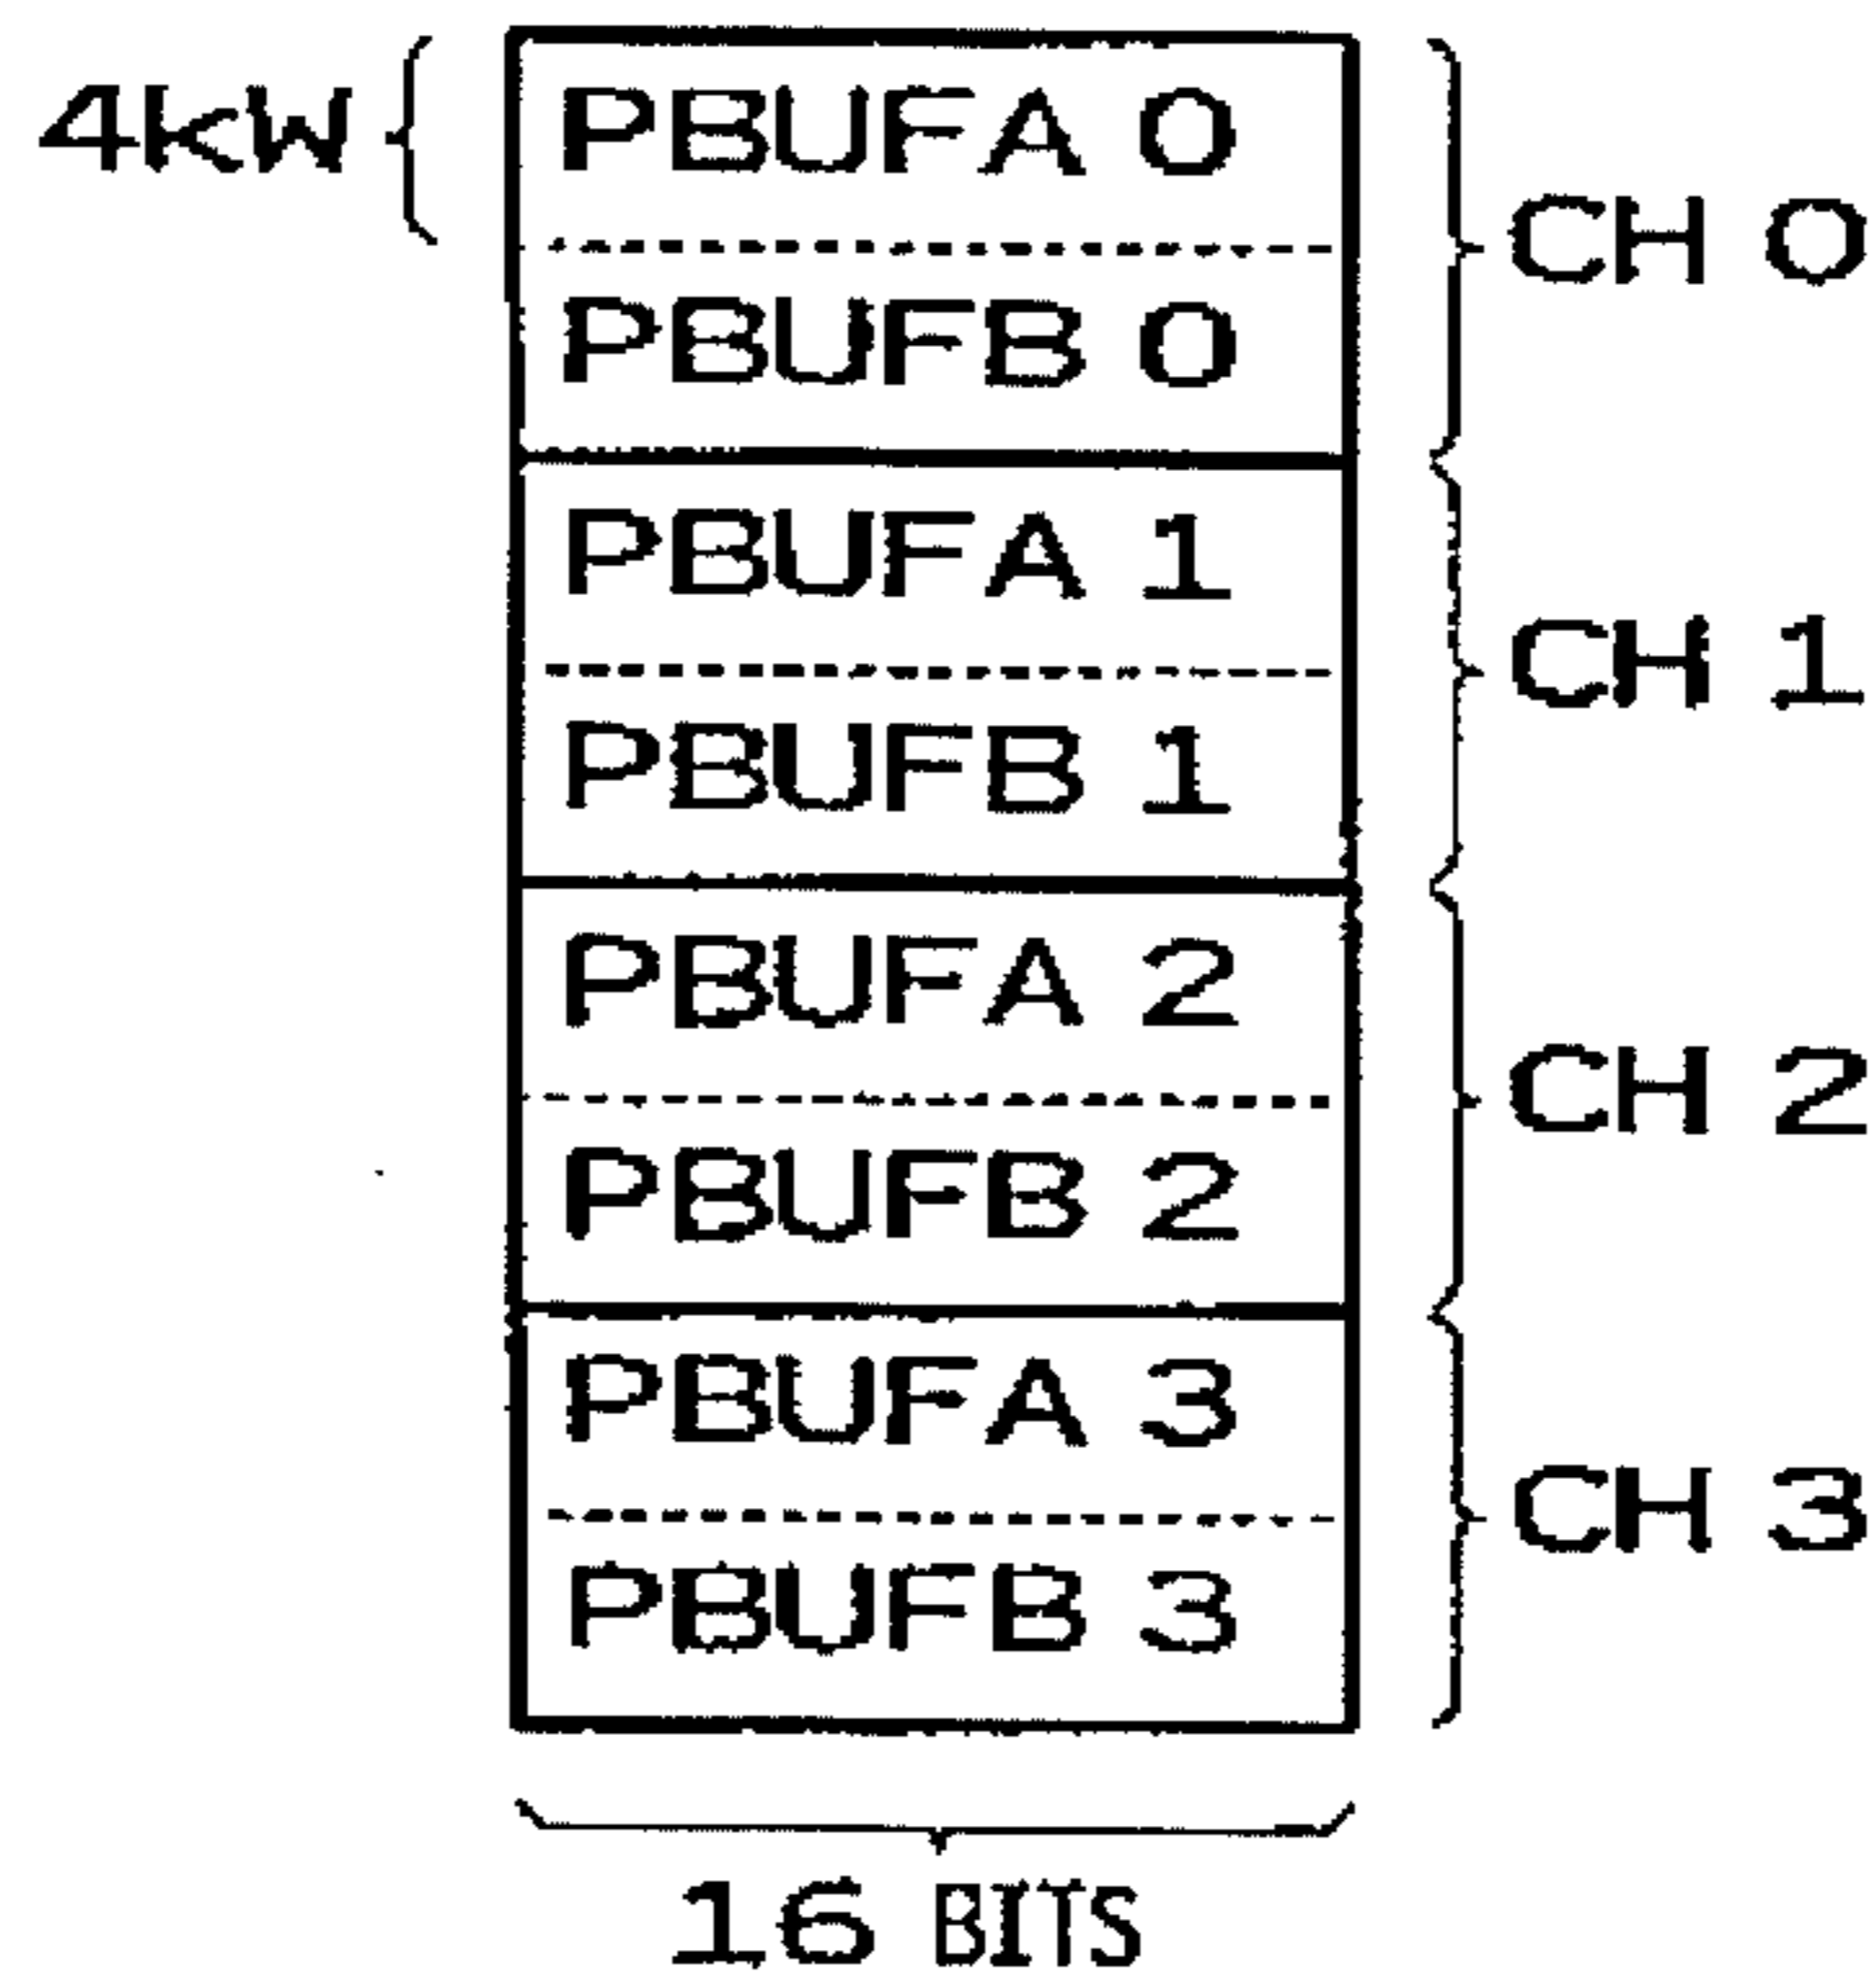 4kW
PBUFA 0
CH 0
PBUFB 0
PBUFA 1
CH 1
PBUFB 1
PBUFA 2
CH 2
PBUFB 2
PBUFA 3
CH 3
PBUFB 3
16 BITS